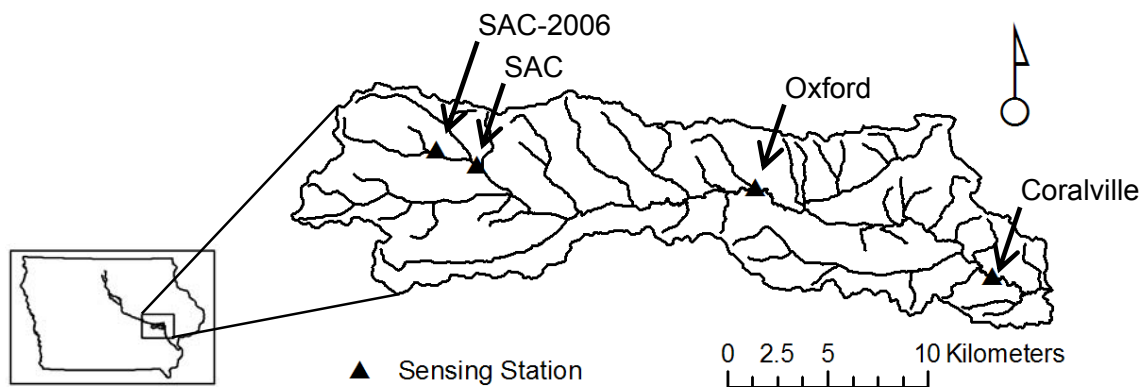 SAC-2006
SAC
Oxford
Coralville
Sensing Station
0 2.5 5 10 Kilometers